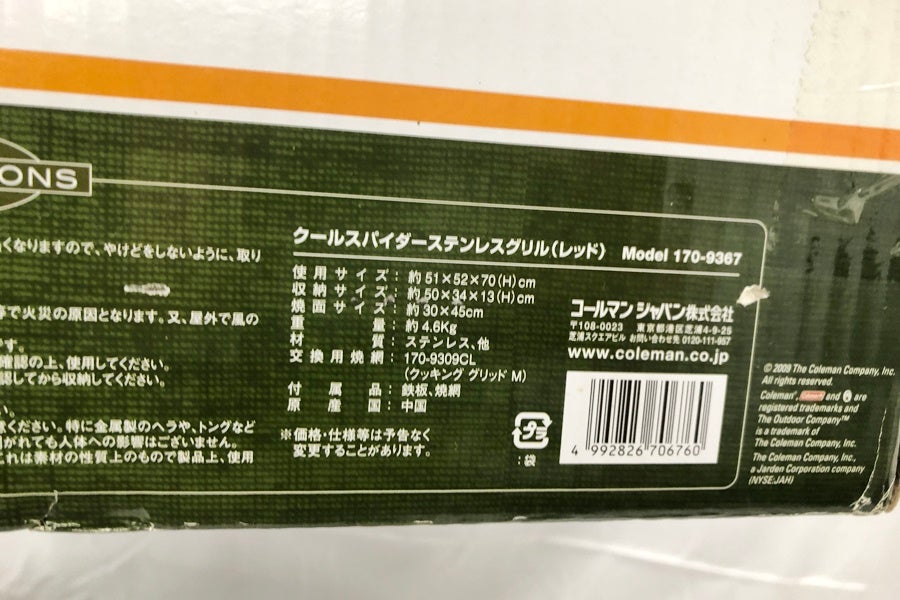 ONS
くなりますので、やけどをしないように、取り
等で火災の原因となります。又、屋外で風の
です。
確認の上、使用してください。
認してから収納してください。
い。
ください。特に金属製のヘラや、トングなど
がれても人体への影響はございません。
これは素材の性質上のもので製品上、使用
クールスパイダーステンレスグリル(レッド) Model 170-9367
使用サイズ：約51×52×70(H)cm
収納サイズ：約50×34×13(H)cm
焼面サイズ：約30×45cm
重量：約4.6Kg
材質：ステンレス、他
交換用焼網：170-9309CL
(クッキング グリッド M)
付属品：鉄板、焼網
原産国：中国
※価格・仕様等は予告なく
変更することがあります。
コールマン ジャパン株式会社
〒108-0023 東京都港区芝浦4-9-25
芝浦スクエアビル お問い合わせ先 0120-111-957
www.coleman.co.jp
プラ
：袋
4 992826 706760
© 2009 The Coleman Company, Inc.
All rights reserved.
Coleman®, Coleman and are
registered trademarks and
The Outdoor Company™
is a trademark of
The Coleman Company, Inc.
The Coleman Company, Inc.,
a Jarden Corporation company
(NYSE:JAH)